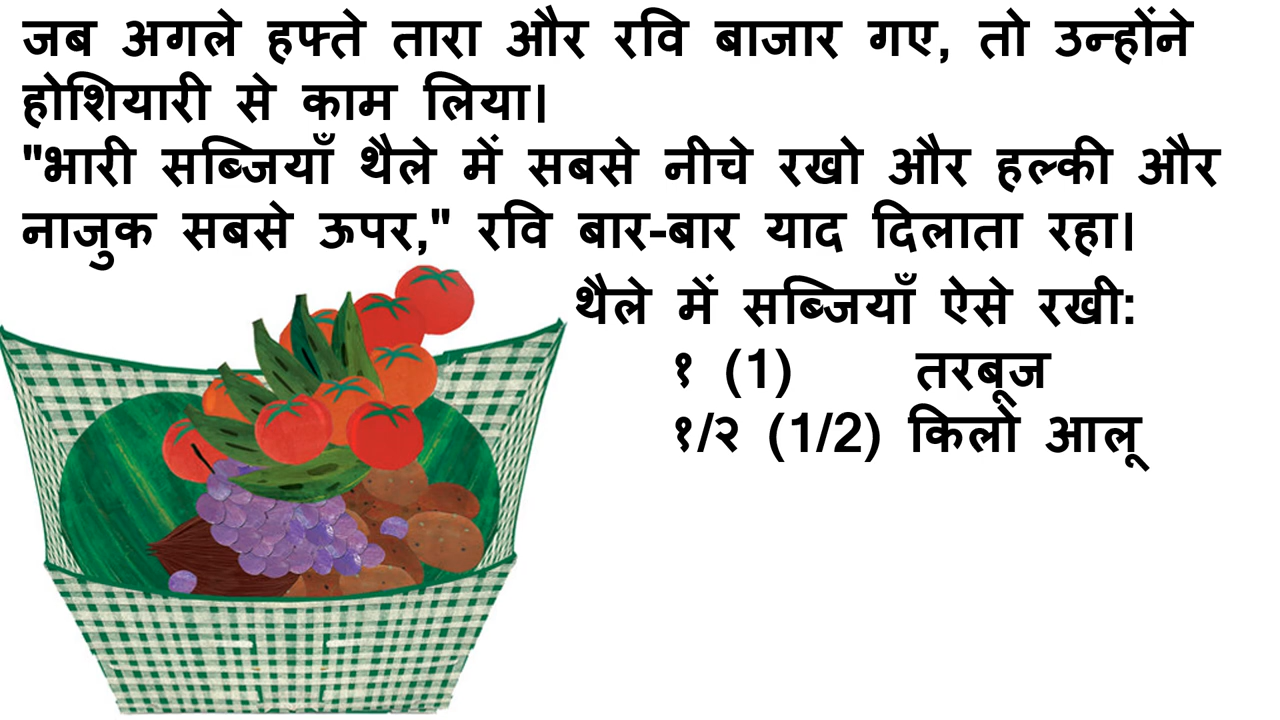 जब अगले हफ्ते तारा और रवि बाजार गए, तो उन्होंने
होशियारी से काम लिया।
"भारी सब्जियाँ थैले में सबसे नीचे रखो और हल्की और
नाजुक सबसे ऊपर," रवि बार-बार याद दिलाता रहा।
थैले में सब्जियाँ ऐसे रखी:
१ (1) तरबूज
१/२ (1/2) किलो आलू